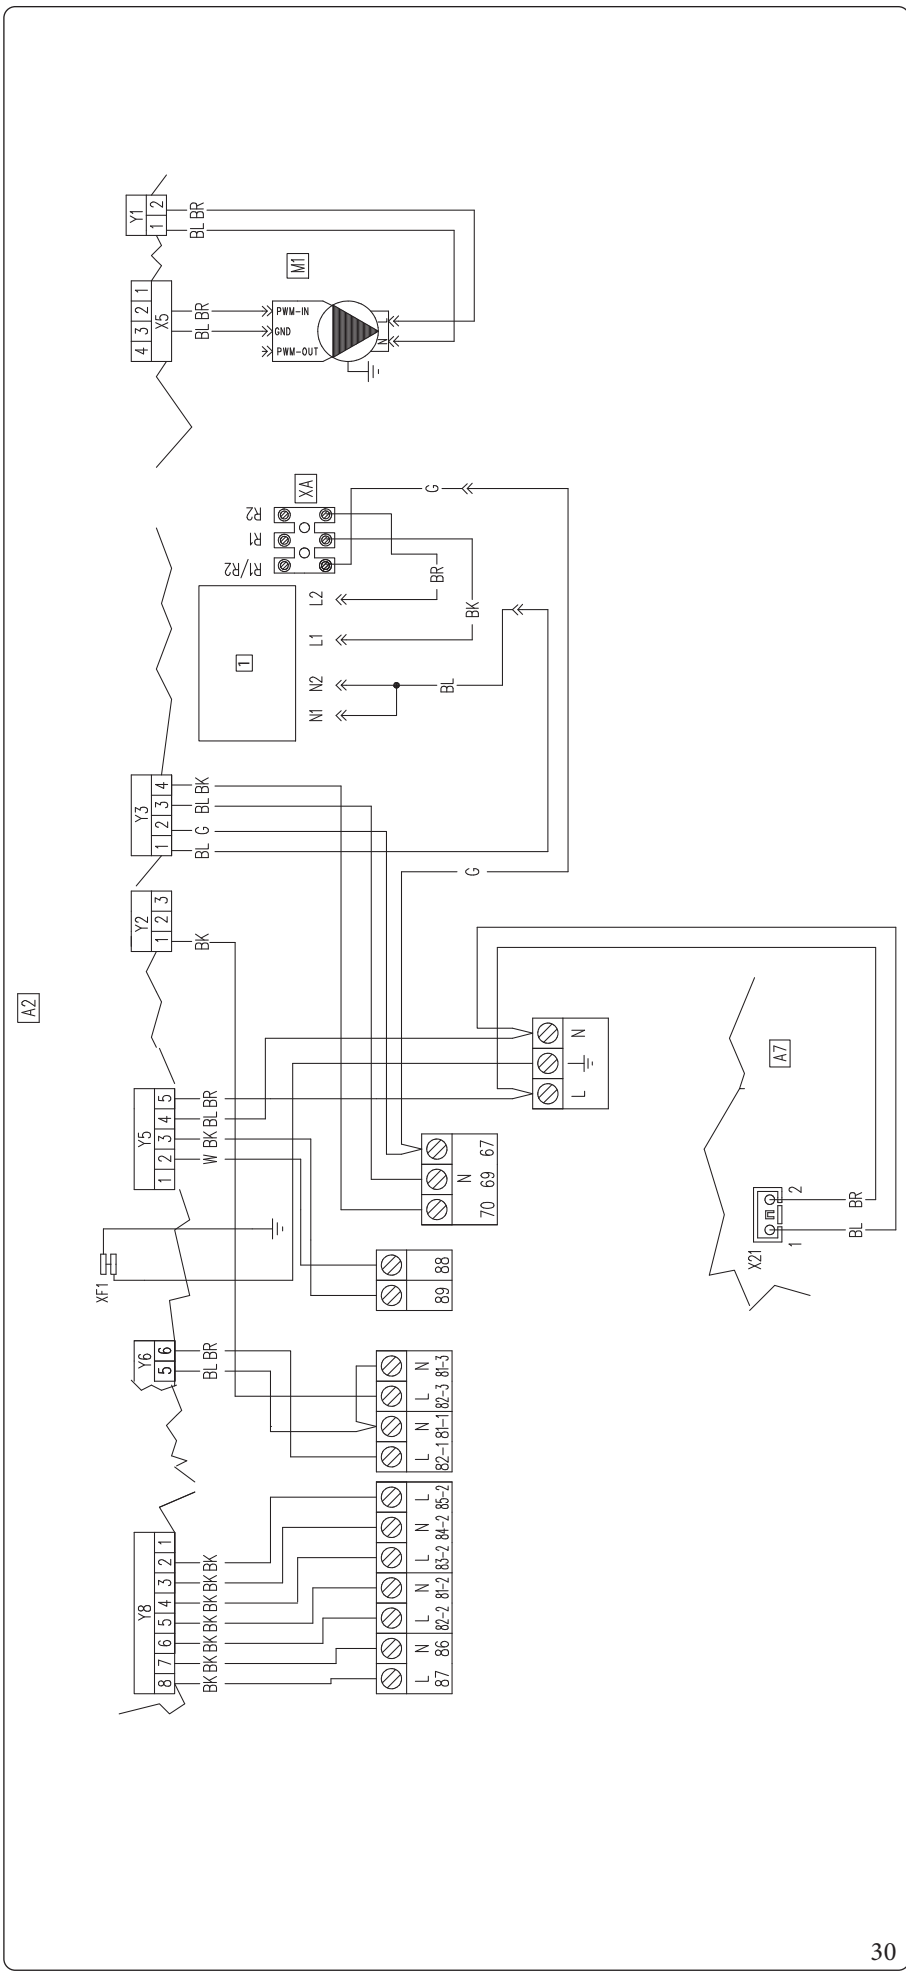 A2
Y8
8 7 6 5 4 3 2 1
BK BK BK BK BK BK BK
L N L N L N L
87 86 82-2 81-2 83-2 84-2 85-2
Y6
5 6
BL BR
L N L N
82-1 81-1 82-3 81-3
XF1
89 88
Y5
1 2 3 4 5
W BK BL BR
N
70 69 67
L N
Y2
1 2 3
BK
Y3
1 2 3 4
BL G BL BK
G
1
N1 N2 L1 L2
BL
BK
BR
R1/R2 R1 R2
XA
G
X5
4 3 2 1
BL BR
PWM-IN
GND
PWM-OUT
N L
M1
Y1
1 2
BL BR
A7
X21
1 2
BL BR
30